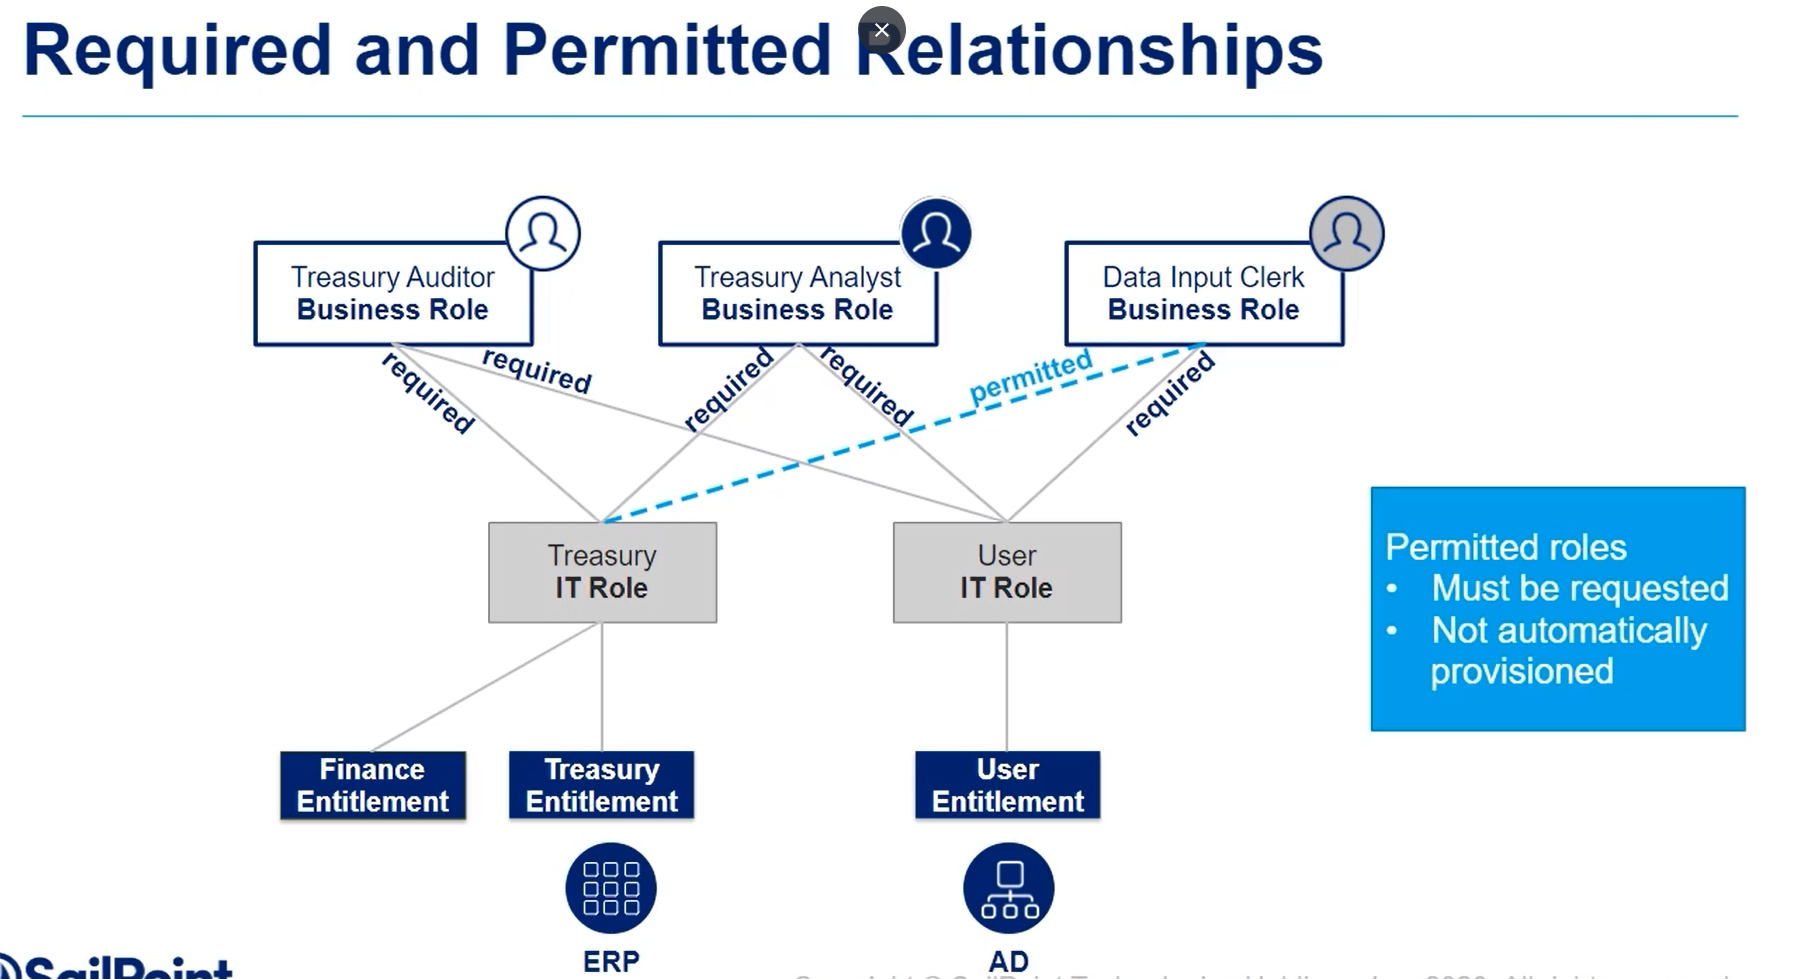 Required and Permitted Relationships
Treasury Auditor
Business Role
Treasury Analyst
Business Role
Data Input Clerk
Business Role
required
required
required
required
permitted
required
Treasury
IT Role
User
IT Role
Permitted roles
• Must be requested
• Not automatically
provisioned
Finance
Entitlement
Treasury
Entitlement
User
Entitlement
ERP
AD
SailPoint